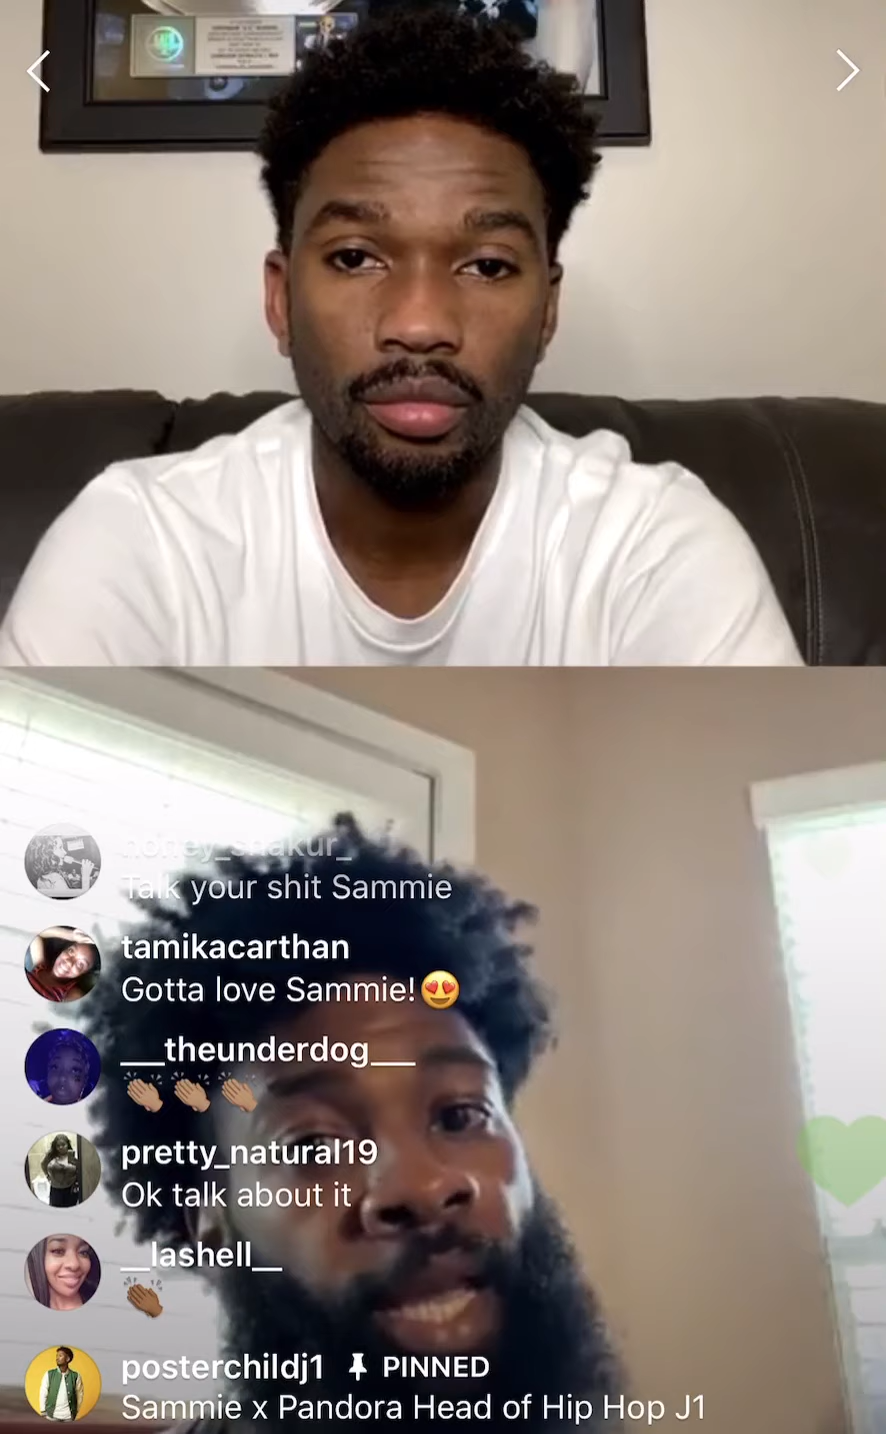 honey_shakur_
Talk your shit Sammie
tamikacarthan
Gotta love Sammie!😍
___theunderdog___
👏🏽👏🏽👏🏽
pretty_natural19
Ok talk about it
__lashell__
👏🏾
posterchildj1 📌 PINNED
Sammie x Pandora Head of Hip Hop J1